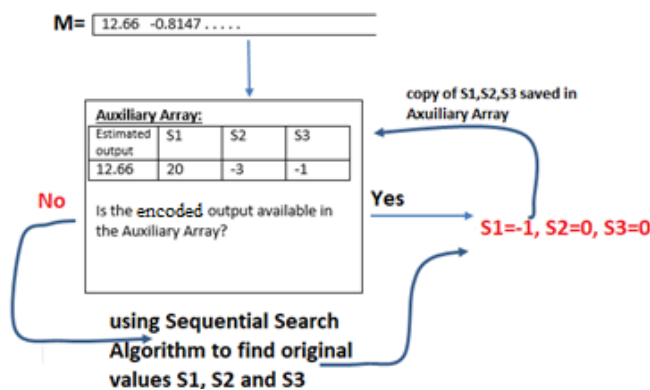 M= 12.66 -0.8147 . . . . .
copy of S1,S2,S3 saved in
Axuiliary Array
Auxiliary Array:
Estimated output S1 S2 S3
12.66 20 -3 -1
No
Yes
Is the encoded output available in
the Auxiliary Array?
S1=-1, S2=0, S3=0
using Sequential Search
Algorithm to find original
values S1, S2 and S3